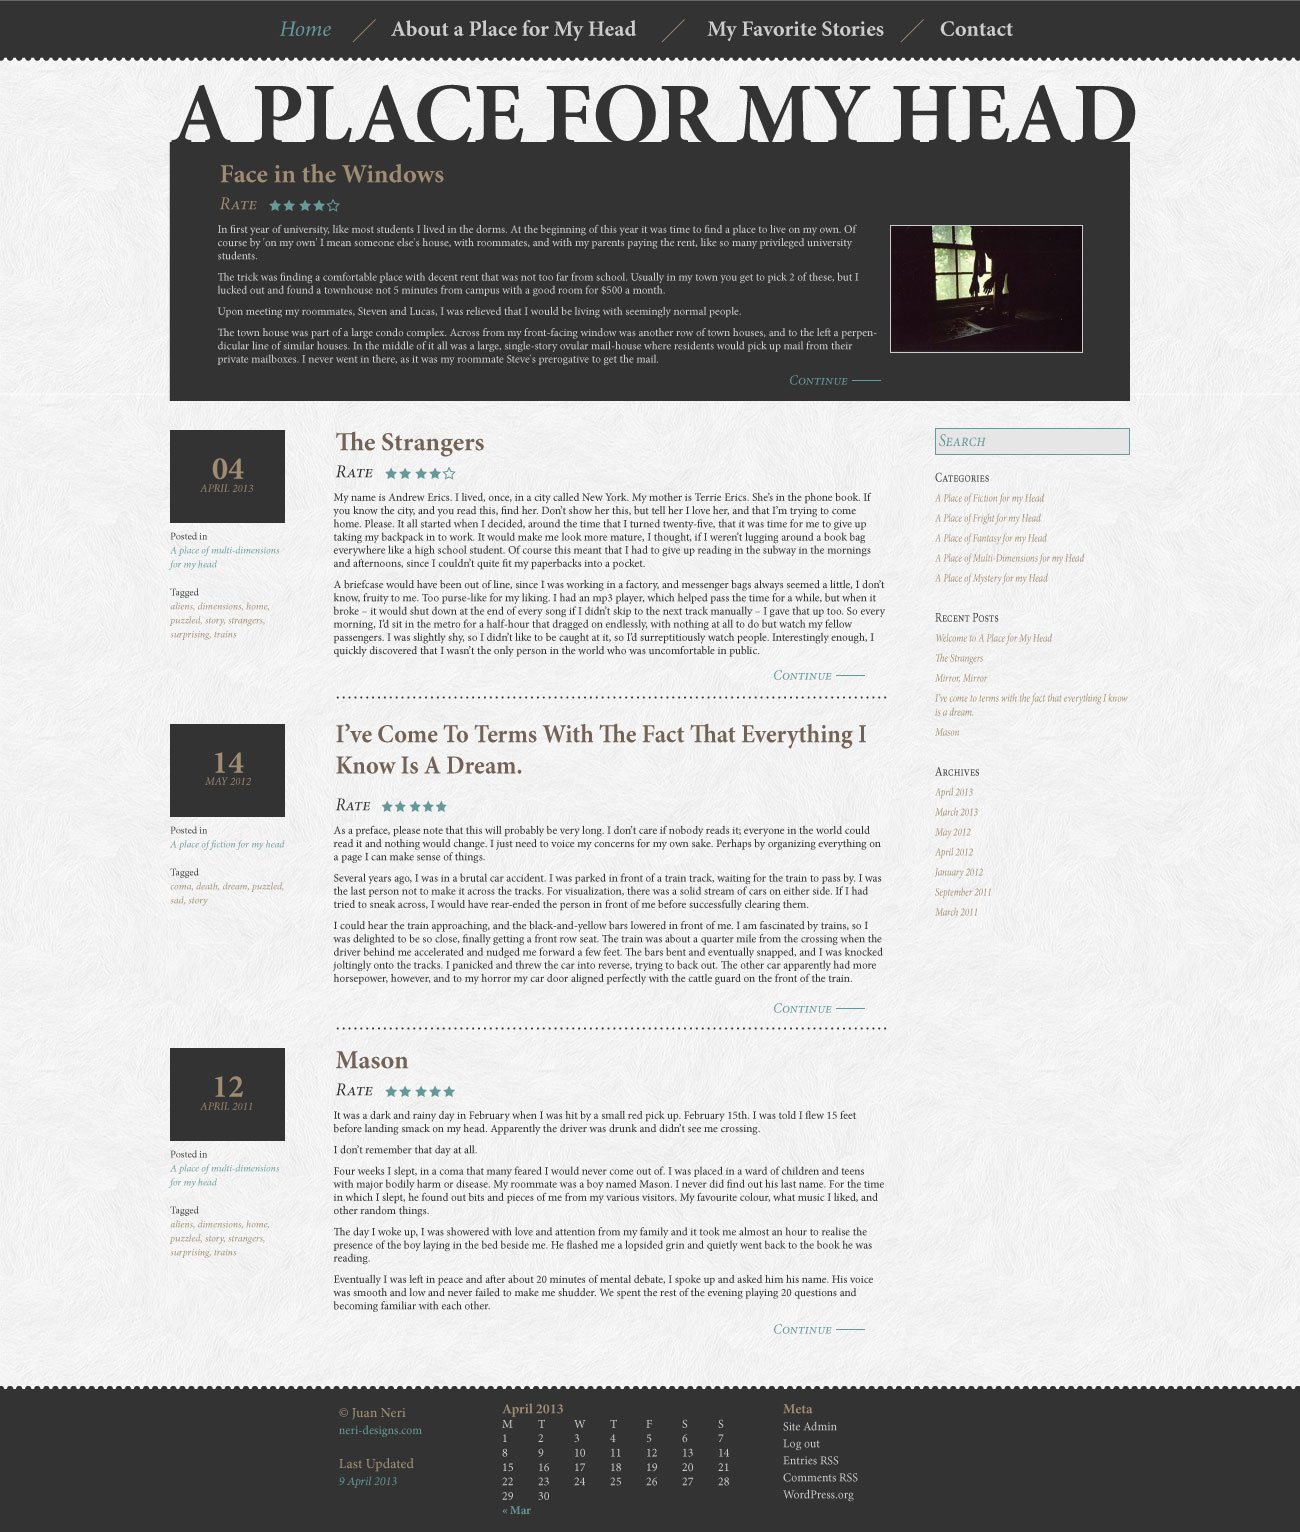 Home About a Place for My Head My Favorite Stories Contact
A PLACE FOR MY HEAD
Face in the Windows
Rate
In first year of university, like most students I lived in the dorms. At the beginning of this year it was time to find a place to live on my own. Of
course by 'on my own' I mean someone else's house, with roommates, and with my parents paying the rent, like so many privileged university
students.
The trick was finding a comfortable place with decent rent that was not too far from school. Usually in my town you get to pick 2 of these, but I
lucked out and found a townhouse not 5 minutes from campus with a good room for $500 a month.
Upon meeting my roommates, Steven and Lucas, I was relieved that I would be living with seemingly normal people.
The town house was part of a large condo complex. Across from my front-facing window was another row of town houses, and to the left a perpen-
dicular line of similar houses. In the middle of it all was a large, single-story ovular mail-house where residents would pick up mail from their
private mailboxes. I never went in there, as it was my roommate Steve's prerogative to get the mail.
Continue
04
APRIL 2013
Posted in
A place of multi-dimensions
for my head
Tagged
aliens, dimensions, home,
puzzled, story, strangers,
surprising, trains
The Strangers
Rate
My name is Andrew Erics. I lived, once, in a city called New York. My mother is Terrie Erics. She's in the phone book. If
you know the city, and you read this, find her. Don't show her this, but tell her I love her, and that I'm trying to come
home. Please. It all started when I decided, around the time that I turned twenty-five, that it was time for me to give up
taking my backpack in to work. It would make me look more mature, I thought, if I weren't lugging around a book bag
everywhere like a high school student. Of course this meant that I had to give up reading in the subway in the mornings
and afternoons, since I couldn't quite fit my paperbacks into a pocket.
A briefcase would have been out of line, since I was working in a factory, and messenger bags always seemed a little, I don't
know, fruity to me. Too purse-like for my liking. I had an mp3 player, which helped pass the time for a while, but when it
broke – it would shut down at the end of every song if I didn't skip to the next track manually – I gave that up too. So every
morning, I'd sit in the metro for a half-hour that dragged on endlessly, with nothing at all to do but watch my fellow
passengers. I was slightly shy, so I didn't like to be caught at it, so I'd surreptitiously watch people. Interestingly enough, I
quickly discovered that I wasn't the only person in the world who was uncomfortable in public.
Continue
14
MAY 2012
Posted in
A place of fiction for my head
Tagged
coma, death, dream, puzzled,
sad, story
I've Come To Terms With The Fact That Everything I
Know Is A Dream.
Rate
As a preface, please note that this will probably be very long. I don't care if nobody reads it; everyone in the world could
read it and nothing would change. I just need to voice my concerns for my own sake. Perhaps by organizing everything on
a page I can make sense of things.
Several years ago, I was in a brutal car accident. I was parked in front of a train track, waiting for the train to pass by. I was
the last person not to make it across the tracks. For visualization, there was a solid stream of cars on either side. If I had
tried to sneak across, I would have rear-ended the person in front of me before successfully clearing them.
I could hear the train approaching, and the black-and-yellow bars lowered in front of me. I am fascinated by trains, so I
was delighted to be so close, finally getting a front row seat. The train was about a quarter mile from the crossing when the
driver behind me accelerated and nudged me forward a few feet. The bars bent and eventually snapped, and I was knocked
joltingly onto the tracks. I panicked and threw the car into reverse, trying to back out. The other car apparently had more
horsepower, however, and to my horror my car door aligned perfectly with the cattle guard on the front of the train.
Continue
12
APRIL 2011
Posted in
A place of multi-dimensions
for my head
Tagged
aliens, dimensions, home,
puzzled, story, strangers,
surprising, trains
Mason
Rate
It was a dark and rainy day in February when I was hit by a small red pick up. February 15th. I was told I flew 15 feet
before landing smack on my head. Apparently the driver was drunk and didn't see me crossing.
I don't remember that day at all.
Four weeks I slept, in a coma that many feared I would never come out of. I was placed in a ward of children and teens
with major bodily harm or disease. My roommate was a boy named Mason. I never did find out his last name. For the time
in which I slept, he found out bits and pieces of me from my various visitors. My favourite colour, what music I liked, and
other random things.
The day I woke up, I was showered with love and attention from my family and it took me almost an hour to realise the
presence of the boy laying in the bed beside me. He flashed me a lopsided grin and quietly went back to the book he was
reading.
Eventually I was left in peace and after about 20 minutes of mental debate, I spoke up and asked him his name. His voice
was smooth and low and never failed to make me shudder. We spent the rest of the evening playing 20 questions and
becoming familiar with each other.
Continue
Search
Categories
A Place of Fiction for my Head
A Place of Fright for my Head
A Place of Fantasy for my Head
A Place of Multi-Dimensions for my Head
A Place of Mystery for my Head
Recent Posts
Welcome to A Place for My Head
The Strangers
Mirror, Mirror
I've come to terms with the fact that everything I know
is a dream.
Mason
Archives
April 2013
March 2013
May 2012
April 2012
January 2012
September 2011
March 2011
© Juan Neri
neri-designs.com
Last Updated
9 April 2013
April 2013
M T W T F S S
1 2 3 4 5 6 7
8 9 10 11 12 13 14
15 16 17 18 19 20 21
22 23 24 25 26 27 28
29 30
« Mar
Meta
Site Admin
Log out
Entries RSS
Comments RSS
WordPress.org